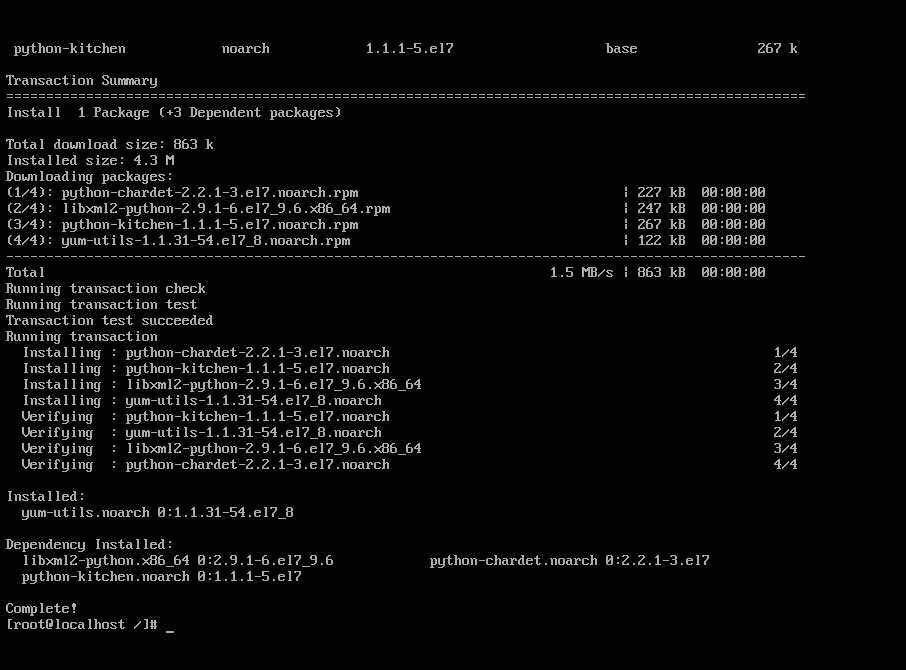 python-kitchen noarch 1.1.1-5.el7 base 267 k
Transaction Summary
====================================================================================================
Install  1 Package (+3 Dependent packages)
Total download size: 863 k
Installed size: 4.3 M
Downloading packages:
(1/4): python-chardet-2.2.1-3.el7.noarch.rpm | 227 kB  00:00:00
(2/4): libxml2-python-2.9.1-6.el7_9.6.x86_64.rpm | 247 kB  00:00:00
(3/4): python-kitchen-1.1.1-5.el7.noarch.rpm | 267 kB  00:00:00
(4/4): yum-utils-1.1.31-54.el7_8.noarch.rpm | 122 kB  00:00:00
----------------------------------------------------------------------------------------------------
Total 1.5 MB/s | 863 kB  00:00:00
Running transaction check
Running transaction test
Transaction test succeeded
Running transaction
  Installing : python-chardet-2.2.1-3.el7.noarch 1/4
  Installing : python-kitchen-1.1.1-5.el7.noarch 2/4
  Installing : libxml2-python-2.9.1-6.el7_9.6.x86_64 3/4
  Installing : yum-utils-1.1.31-54.el7_8.noarch 4/4
  Verifying  : python-kitchen-1.1.1-5.el7.noarch 1/4
  Verifying  : yum-utils-1.1.31-54.el7_8.noarch 2/4
  Verifying  : libxml2-python-2.9.1-6.el7_9.6.x86_64 3/4
  Verifying  : python-chardet-2.2.1-3.el7.noarch 4/4
Installed:
  yum-utils.noarch 0:1.1.31-54.el7_8
Dependency Installed:
  libxml2-python.x86_64 0:2.9.1-6.el7_9.6 python-chardet.noarch 0:2.2.1-3.el7
  python-kitchen.noarch 0:1.1.1-5.el7
Complete!
[root@localhost /]# _